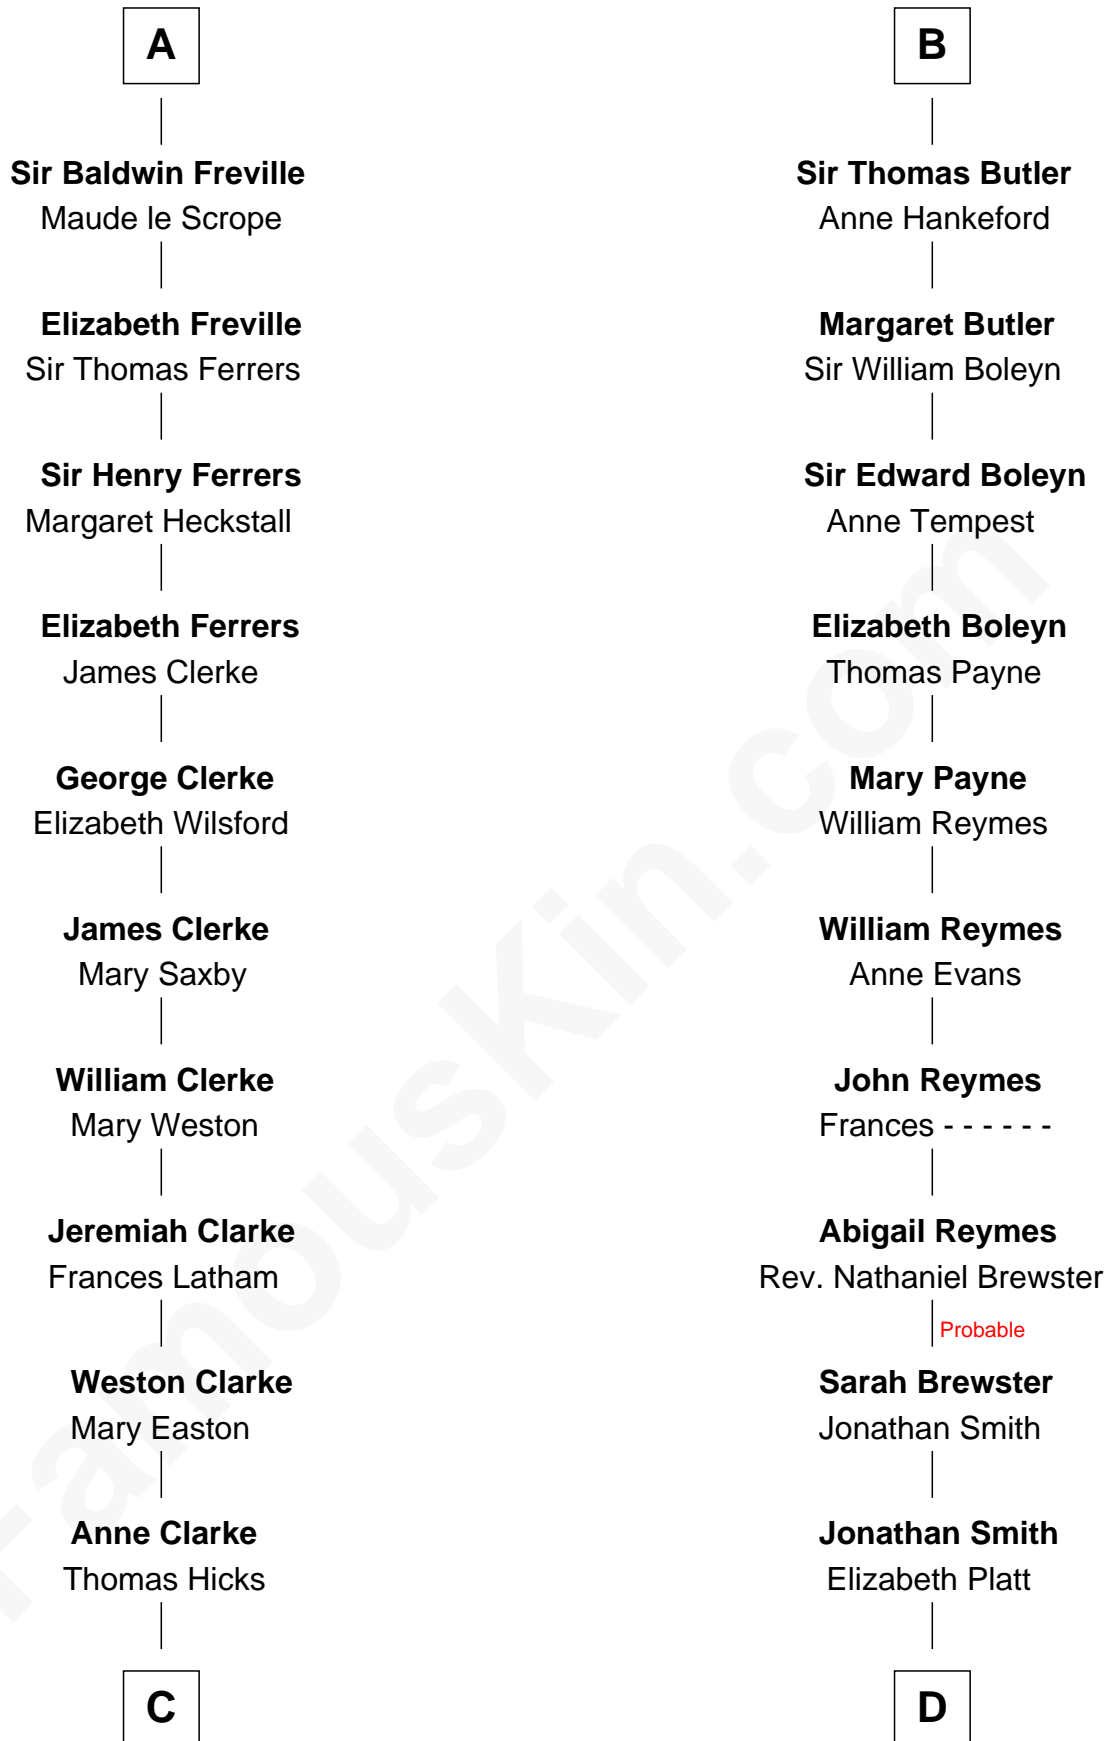 A
Sir Baldwin Freville
Maude le Scrope
Elizabeth Freville
Sir Thomas Ferrers
Sir Henry Ferrers
Margaret Heckstall
Elizabeth Ferrers
James Clerke
George Clerke
Elizabeth Wilsford
James Clerke
Mary Saxby
William Clerke
Mary Weston
Jeremiah Clarke
Frances Latham
Weston Clarke
Mary Easton
Anne Clarke
Thomas Hicks
C
B
Sir Thomas Butler
Anne Hankeford
Margaret Butler
Sir William Boleyn
Sir Edward Boleyn
Anne Tempest
Elizabeth Boleyn
Thomas Payne
Mary Payne
William Reymes
William Reymes
Anne Evans
John Reymes
Frances - - - - - -
Abigail Reymes
Rev. Nathaniel Brewster
Probable
Sarah Brewster
Jonathan Smith
Jonathan Smith
Elizabeth Platt
D
FamousKin.com